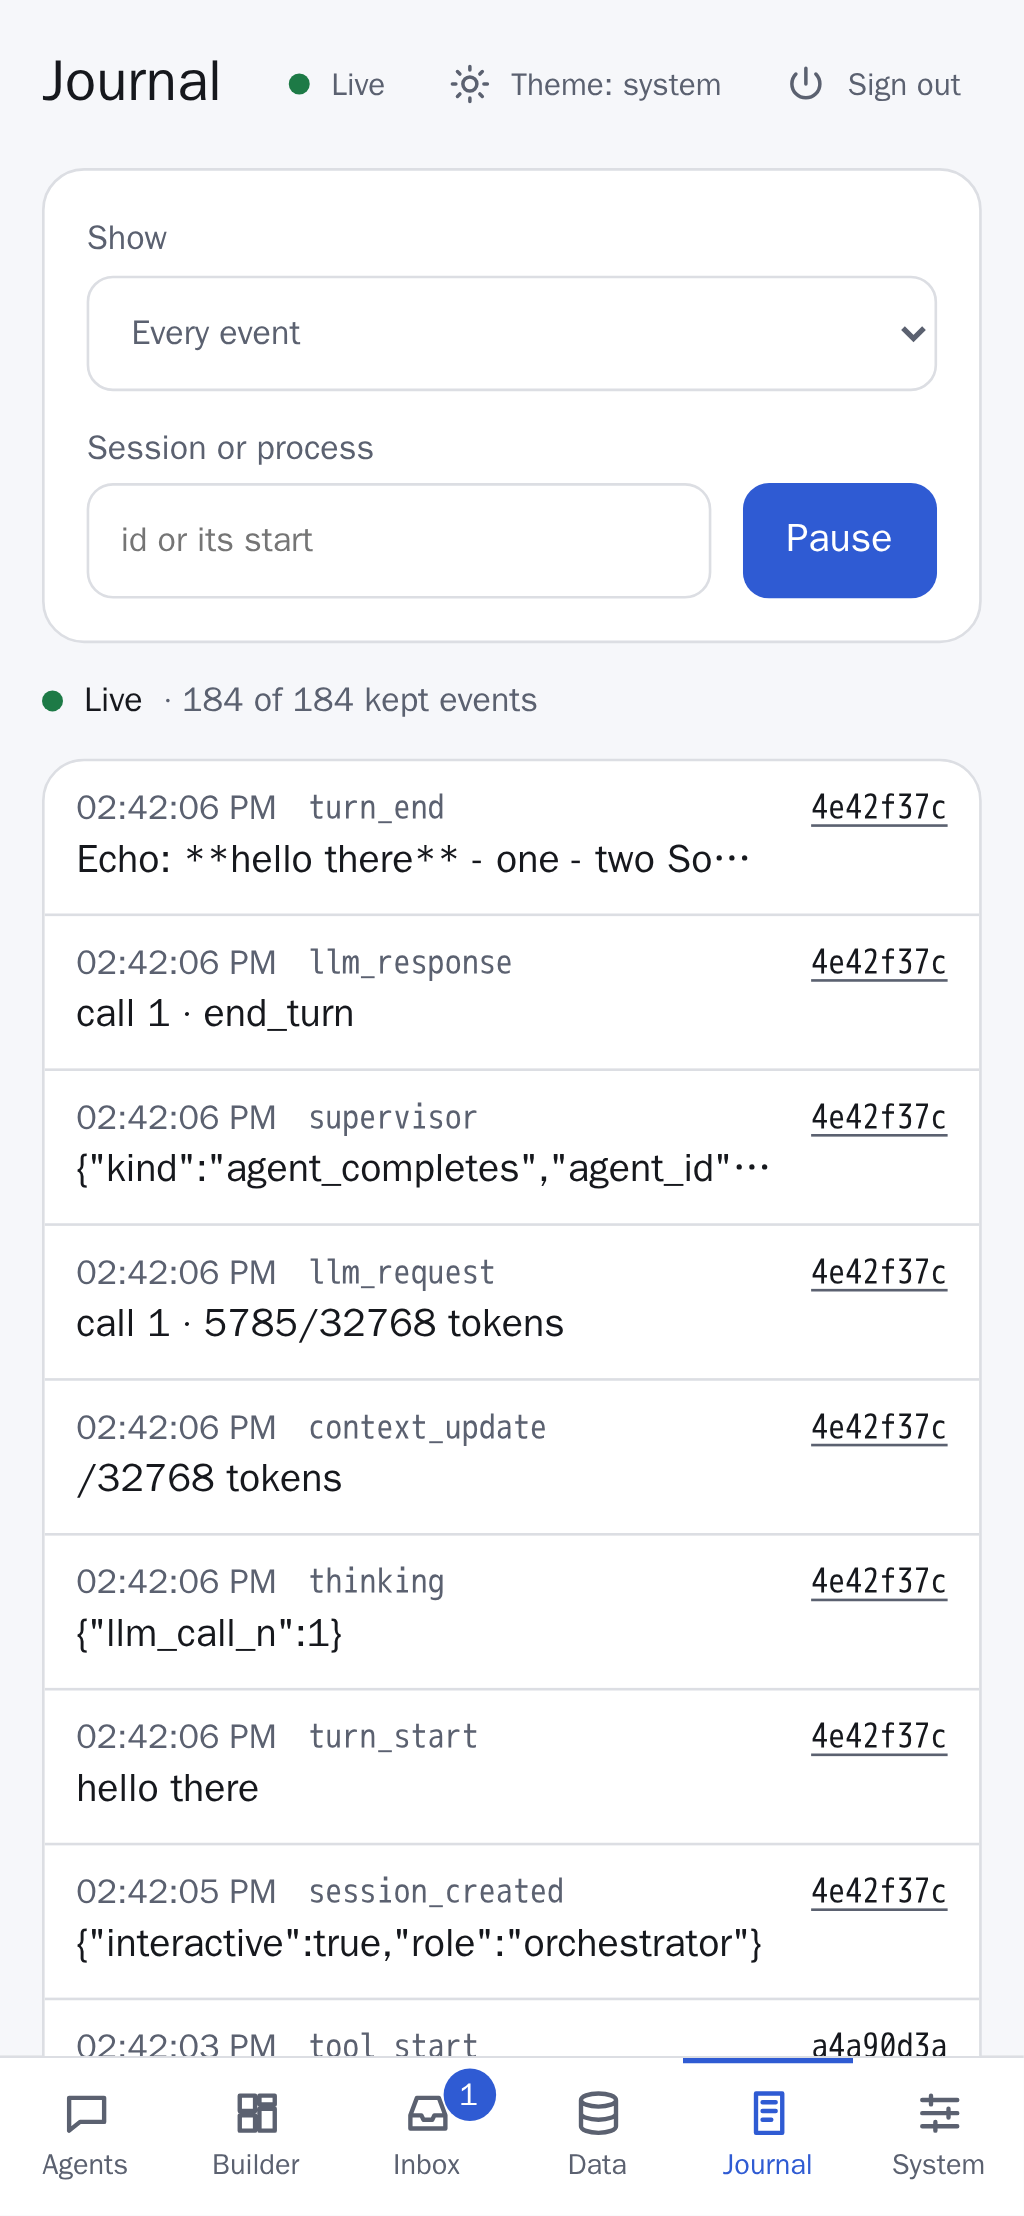 Journal Live Theme: system Sign out
Show
Every event
Session or process
id or its start Pause
Live · 184 of 184 kept events
02:42:06 PM turn_end 4e42f37c
Echo: **hello there** - one - two So…
02:42:06 PM llm_response 4e42f37c
call 1 · end_turn
02:42:06 PM supervisor 4e42f37c
{"kind":"agent_completes","agent_id"…
02:42:06 PM llm_request 4e42f37c
call 1 · 5785/32768 tokens
02:42:06 PM context_update 4e42f37c
/32768 tokens
02:42:06 PM thinking 4e42f37c
{"llm_call_n":1}
02:42:06 PM turn_start 4e42f37c
hello there
02:42:05 PM session_created 4e42f37c
{"interactive":true,"role":"orchestrator"}
02:42:03 PM tool_start a4a90d3a
1
Agents Builder Inbox Data Journal System